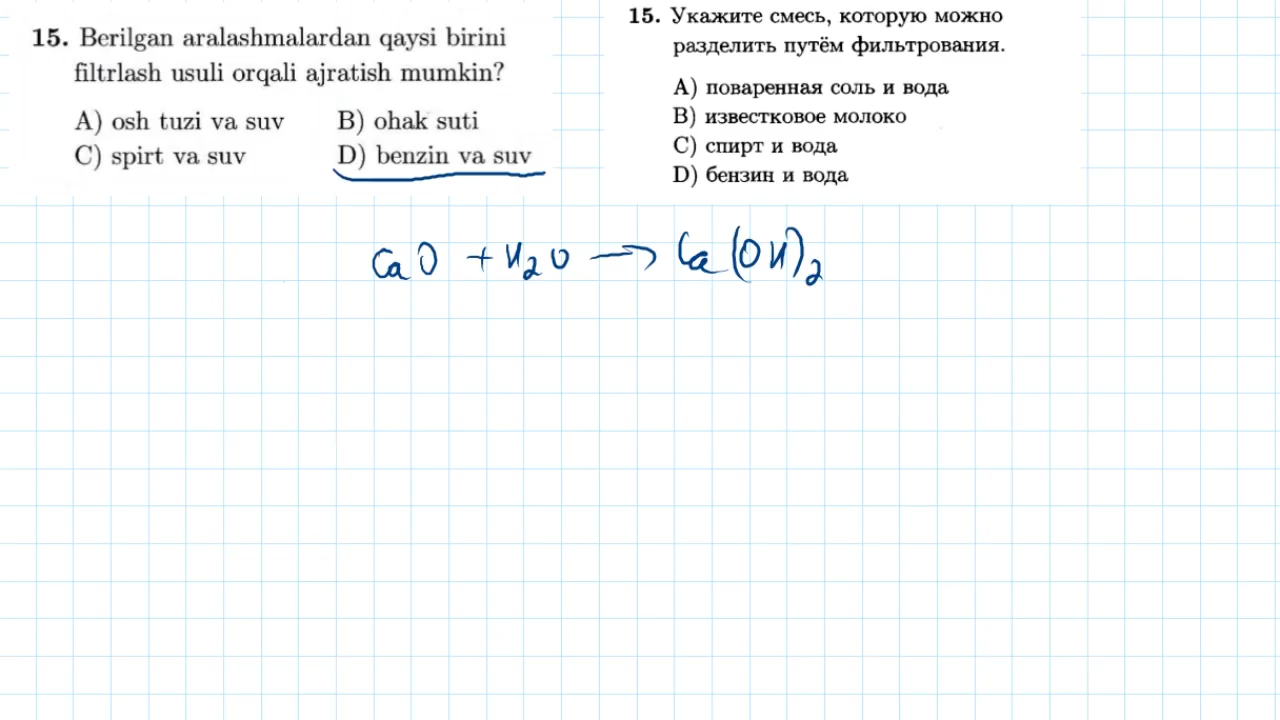 15. Berilgan aralashmalardan qaysi birini
filtrlash usuli orqali ajratish mumkin?
A) osh tuzi va suv B) ohak suti
C) spirt va suv D) benzin va suv
15. Укажите смесь, которую можно
разделить путём фильтрования.
A) поваренная соль и вода
B) известковое молоко
C) спирт и вода
D) бензин и вода
CaO + H₂O → Ca(OH)₂